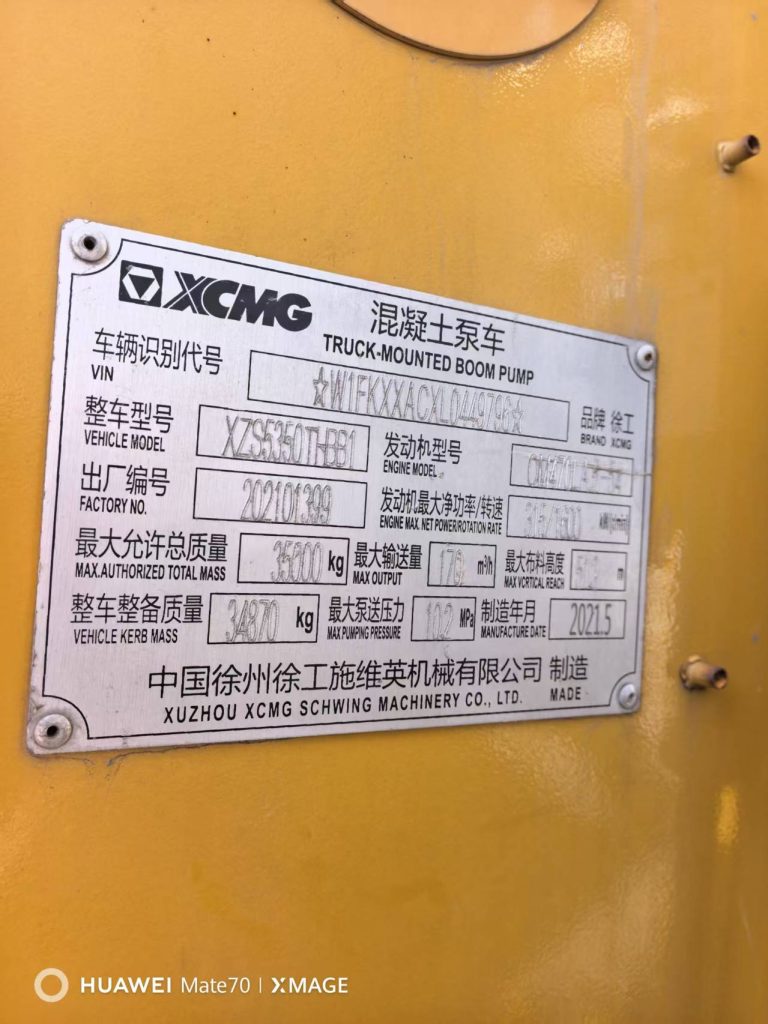 XCMG 混凝土泵车
TRUCK-MOUNTED BOOM PUMP
车辆识别代号
VIN
☆W1FKXXACXL0449793☆
品牌 徐工
BRAND XCMG
整车型号 XZS5350THBB1
VEHICLE MODEL
发动机型号
ENGINE MODEL
出厂编号 202101399
FACTORY NO.
发动机最大净功率/转速 kW(r/min)
ENGINE MAX. NET POWER/ROTATION RATE
最大允许总质量 35000 kg
MAX.AUTHORIZED TOTAL MASS
最大输送量 170 m³/h
MAX OUTPUT
最大布料高度 m
MAX VCRTICAL REACH
整车整备质量 34870 kg
VEHICLE KERB MASS
最大泵送压力 MPa
MAX PUMPING PRESSURE
制造年月 2021.5
MANUFACTURE DATE
中国徐州徐工施维英机械有限公司 制造
XUZHOU XCMG SCHWING MACHINERY CO., LTD. MADE
HUAWEI Mate70 | XMAGE